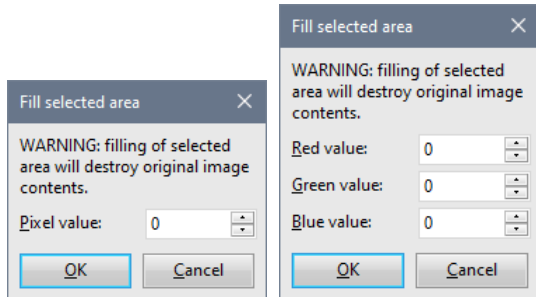 Fill selected area
WARNING: filling of selected
area will destroy original image
contents.
Pixel value: 0
OK Cancel
Fill selected area
WARNING: filling of selected
area will destroy original image
contents.
Red value: 0
Green value: 0
Blue value: 0
OK Cancel